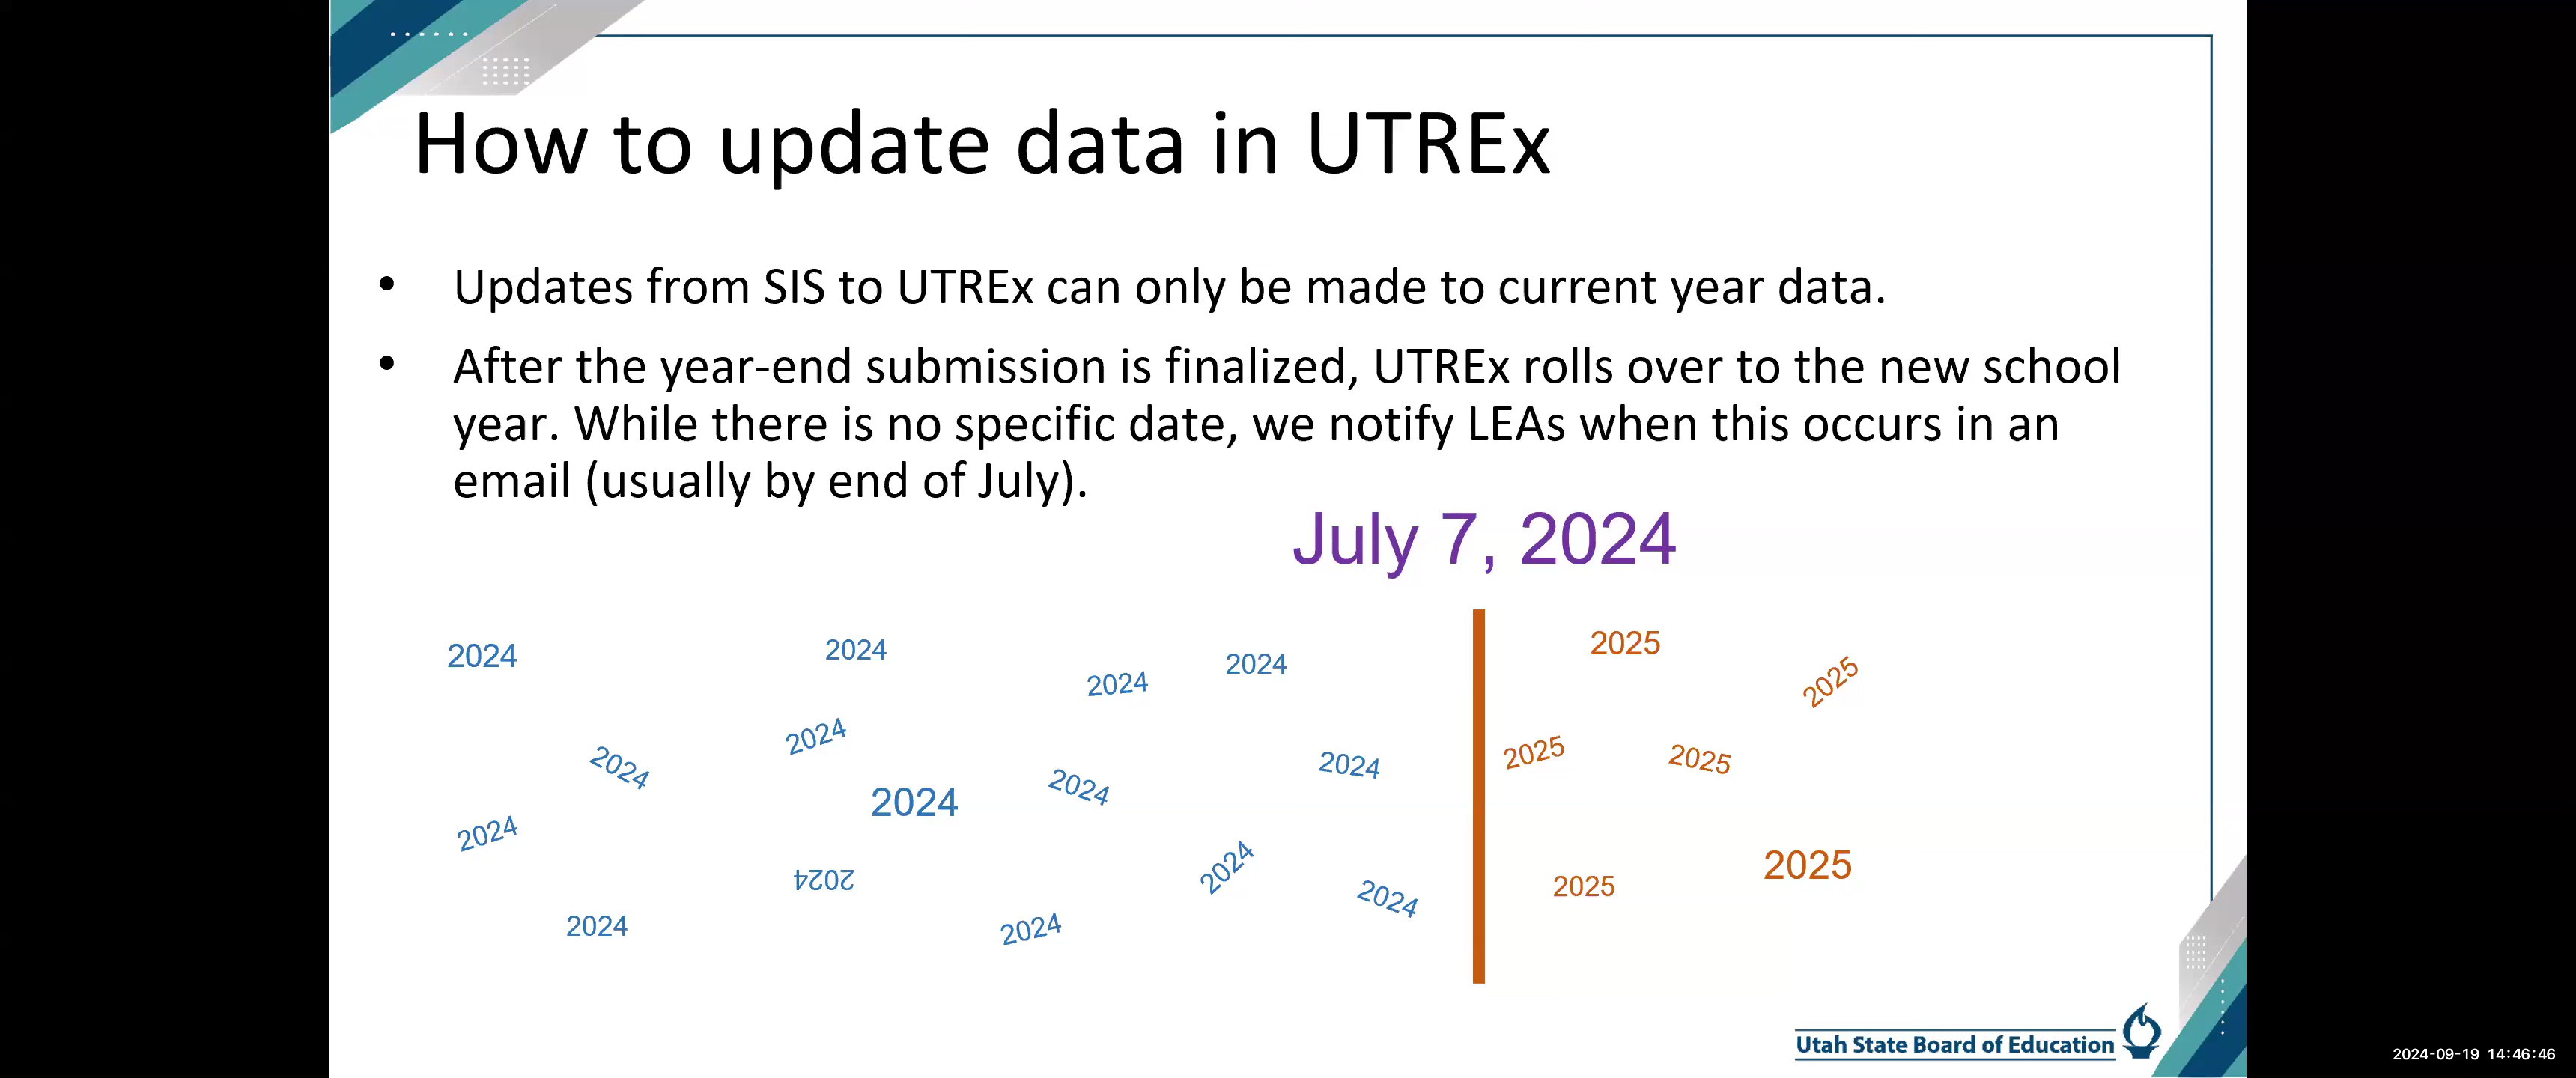 How to update data in UTREx
• Updates from SIS to UTREx can only be made to current year data.
• After the year-end submission is finalized, UTREx rolls over to the new school
year. While there is no specific date, we notify LEAs when this occurs in an
email (usually by end of July).
July 7, 2024
2024 2024 2024 2024 2025 2025
2024 2024 2024 2024 2025 2025
2024 2024
2024 2024 2024 2024 2025 2025
2024 2024
Utah State Board of Education
2024-09-19 14:46:46